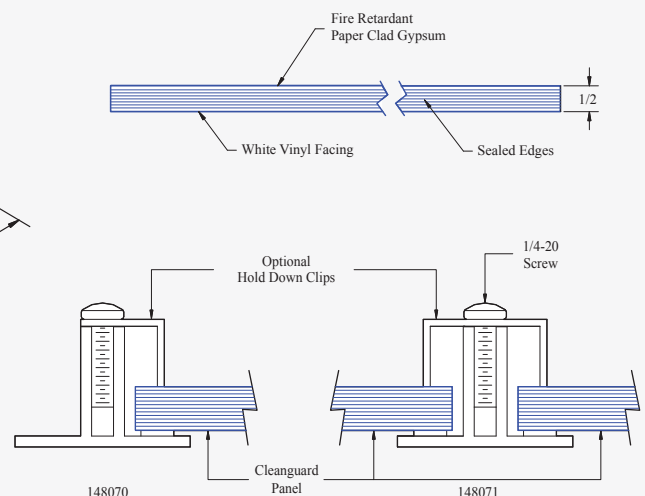 Fire Retardant
Paper Clad Gypsum
1/2
White Vinyl Facing
Sealed Edges
1/4-20
Screw
Optional
Hold Down Clips
Cleanguard
Panel
148070
148071